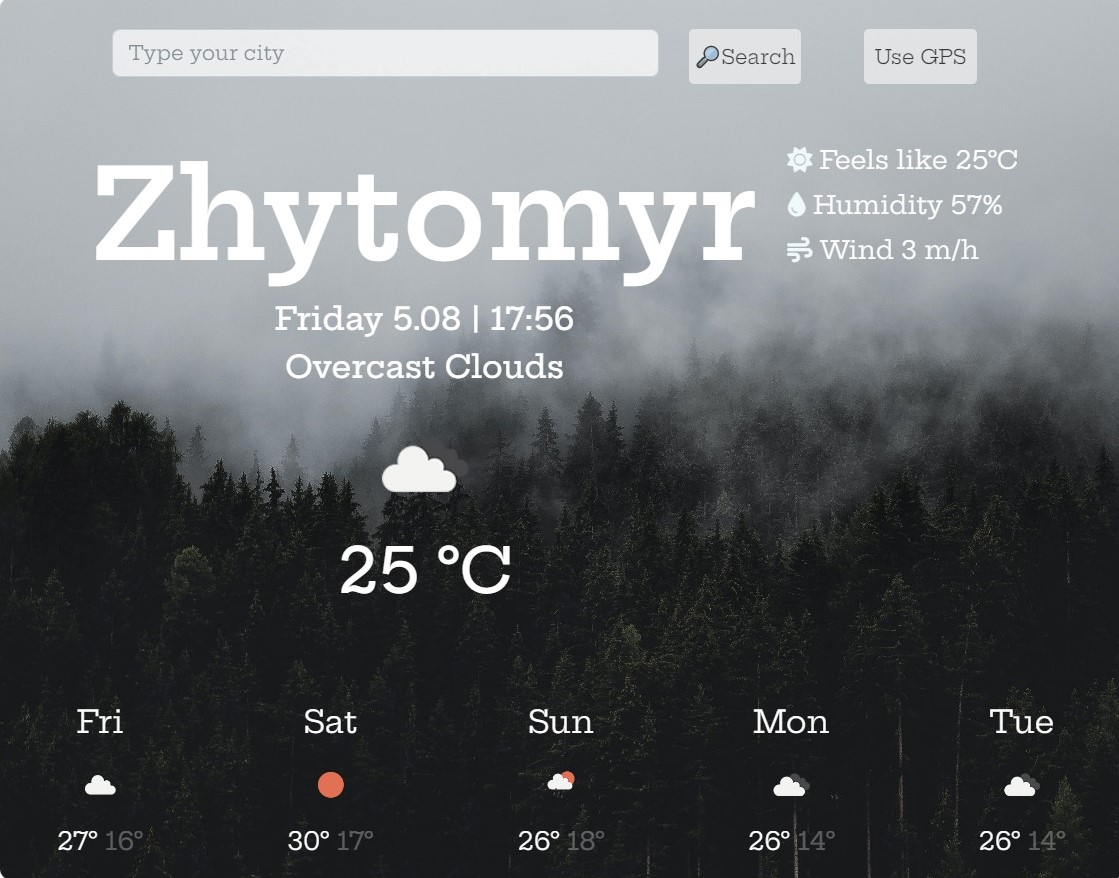 Type your city
🔎Search
Use GPS
Zhytomyr
Feels like 25°C
Humidity 57%
Wind 3 m/h
Friday 5.08 | 17:56
Overcast Clouds
25 °C
Fri
Sat
Sun
Mon
Tue
27° 16°
30° 17°
26° 18°
26° 14°
26° 14°